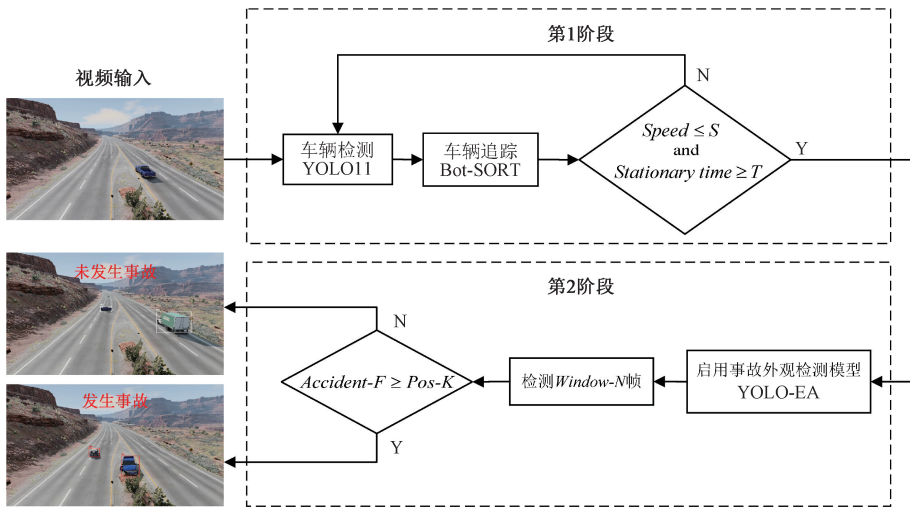 第1阶段
视频输入
N
车辆检测
YOLO11
车辆追踪
Bot-SORT
Speed ≤ S
and
Stationary time ≥ T
Y
第2阶段
未发生事故
N
Accident-F ≥ Pos-K
检测Window-N帧
启用事故外观检测模型
YOLO-EA
发生事故
Y